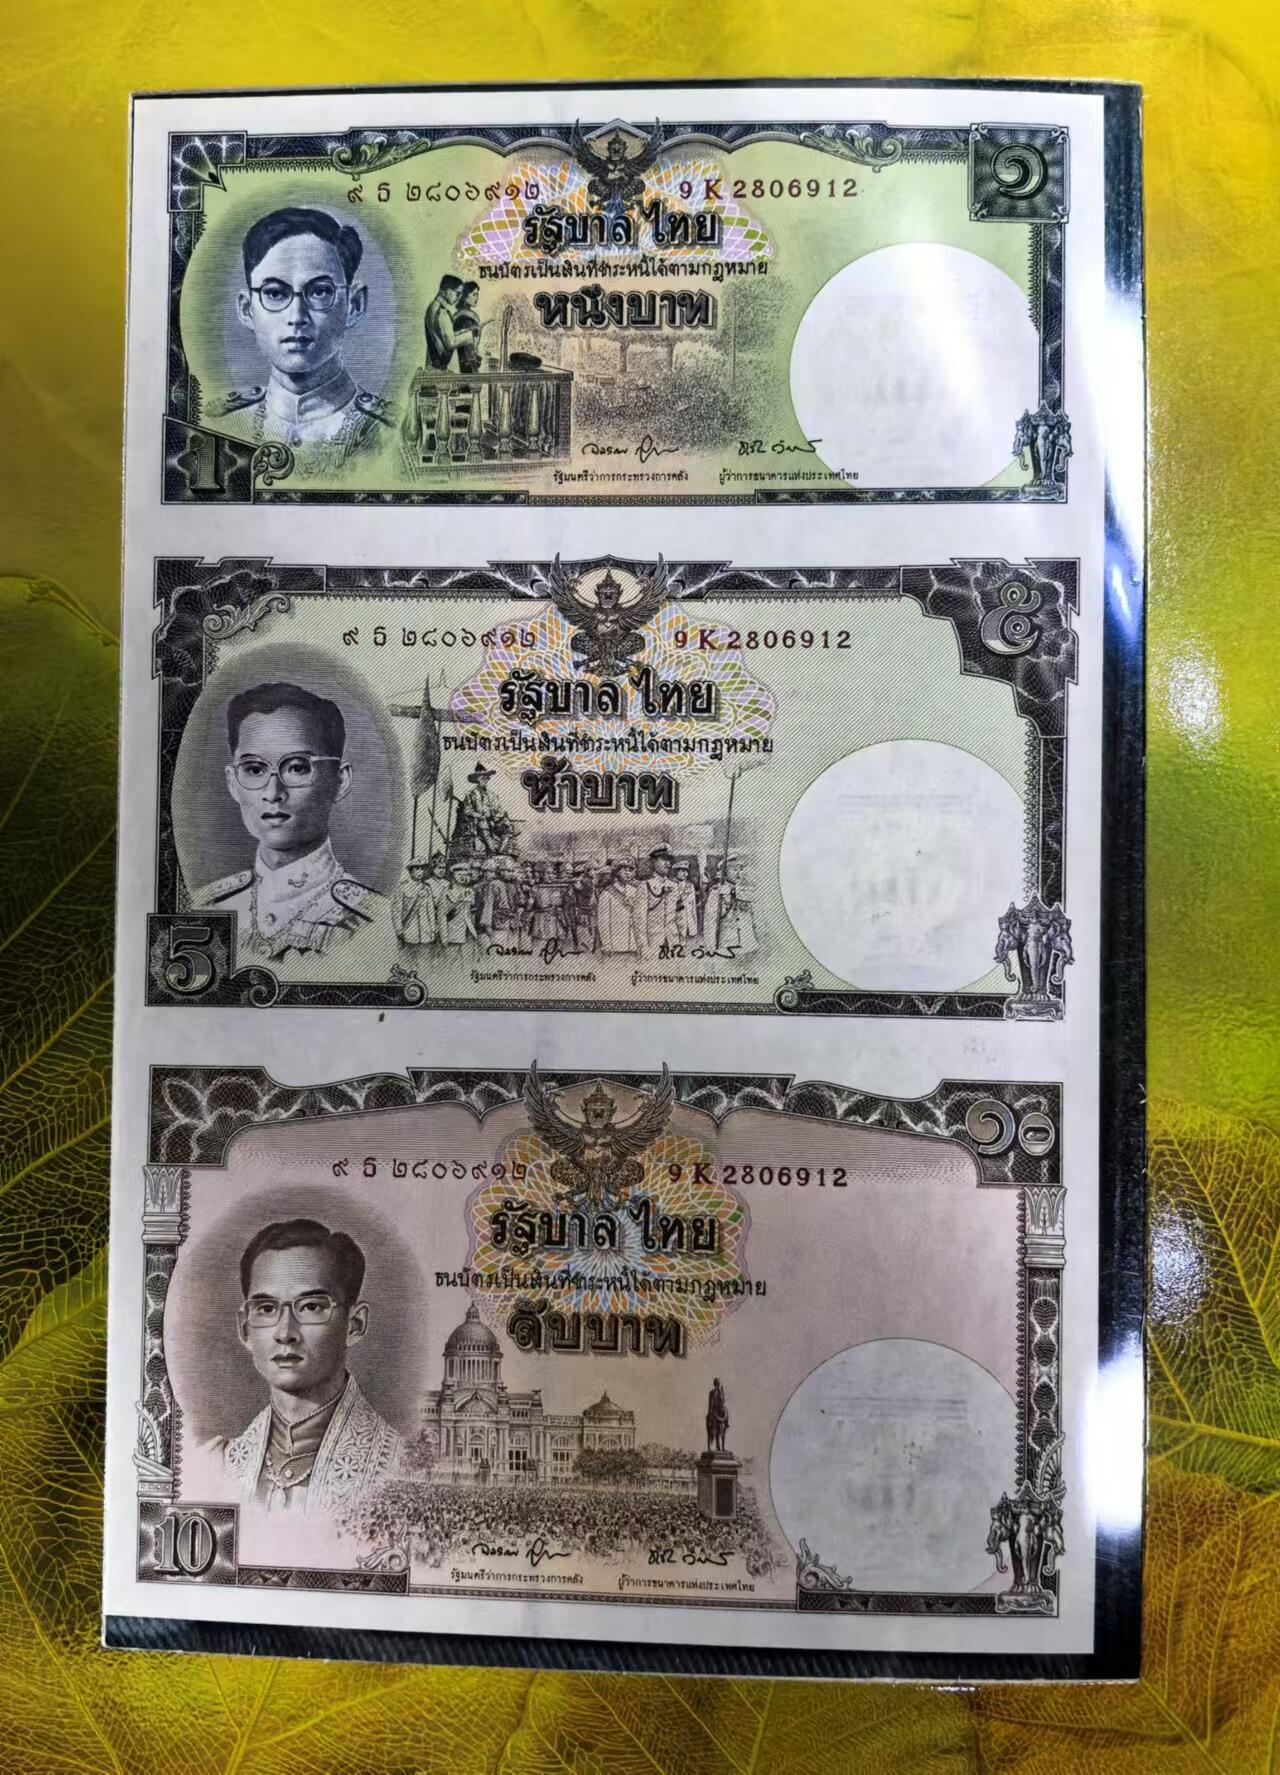 ๑
๙ ธ ๒๘๐๖๙๑๒ 9 K 2806912
รัฐบาล ไทย
ธนบัตรเป็นเงินที่ชำระหนี้ได้ตามกฎหมาย
หนึ่งบาท
1
รัฐมนตรีว่าการกระทรวงการคลัง ผู้ว่าการธนาคารแห่งประเทศไทย
๕
๙ ธ ๒๘๐๖๙๑๒ 9 K 2806912
รัฐบาล ไทย
ธนบัตรเป็นเงินที่ชำระหนี้ได้ตามกฎหมาย
ห้าบาท
5
รัฐมนตรีว่าการกระทรวงการคลัง ผู้ว่าการธนาคารแห่งประเทศไทย
๑๐
๙ ธ ๒๘๐๖๙๑๒ 9 K 2806912
รัฐบาล ไทย
ธนบัตรเป็นเงินที่ชำระหนี้ได้ตามกฎหมาย
สิบบาท
10
รัฐมนตรีว่าการกระทรวงการคลัง ผู้ว่าการธนาคารแห่งประเทศไทย